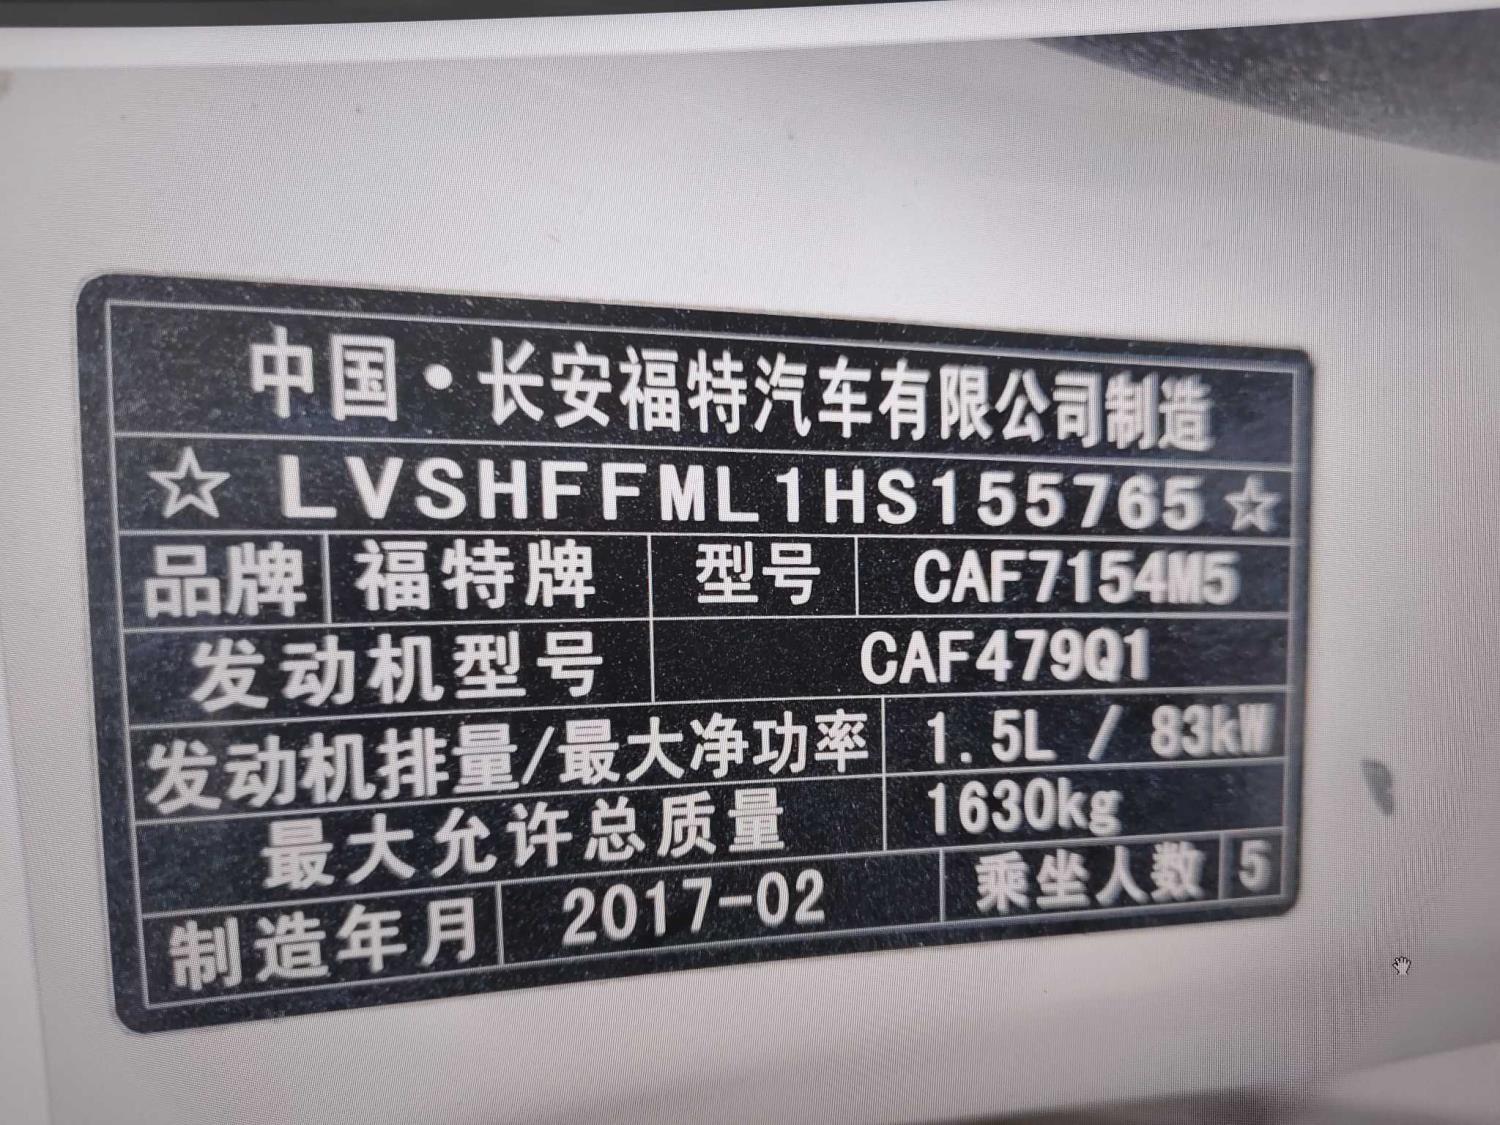 中国·长安福特汽车有限公司制造
☆LVSHFFML1HS155765☆
品牌 福特牌 型号 CAF7154M5
发动机型号 CAF479Q1
发动机排量/最大净功率 1.5L / 83kW
最大允许总质量 1630kg
制造年月 2017-02 乘坐人数 5